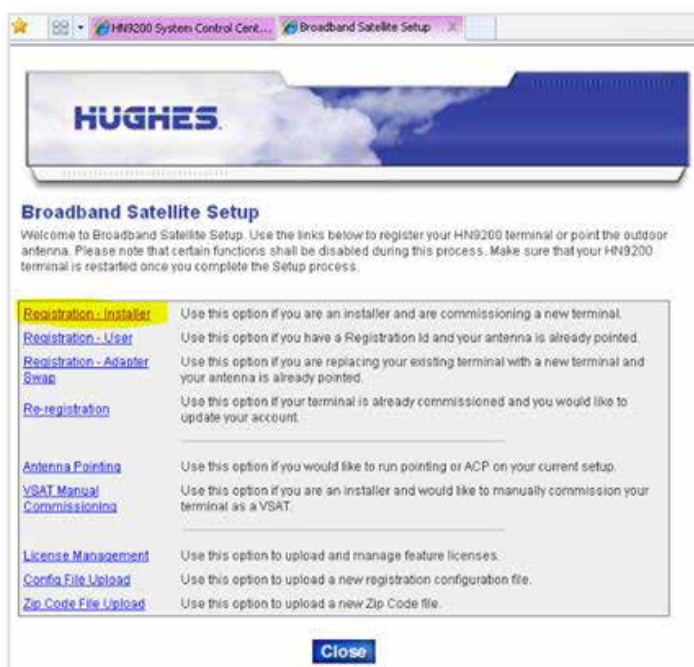 HN9200 System Control Cent...
Broadband Satellite Setup
X
HUGHES.
Broadband Satellite Setup
Welcome to Broadband Satellite Setup. Use the links below to register your HN9200 terminal or point the outdoor
antenna. Please note that certain functions shall be disabled during this process. Make sure that your HN9200
terminal is restarted once you complete the Setup process.
Registration - Installer Use this option if you are an installer and are commissioning a new terminal.
Registration - User Use this option if you have a Registration Id and your antenna is already pointed.
Registration - Adapter Use this option if you are replacing your existing terminal with a new terminal and
Swap your antenna is already pointed.
Re-registration Use this option if your terminal is already commissioned and you would like to
update your account.
Antenna Pointing Use this option if you would like to run pointing or ACP on your current setup.
VSAT Manual Use this option if you are an installer and would like to manually commission your
Commissioning terminal as a VSAT.
License Management Use this option to upload and manage feature licenses.
Config File Upload Use this option to upload a new registration configuration file.
Zip Code File Upload Use this option to upload a new Zip Code file.
Close